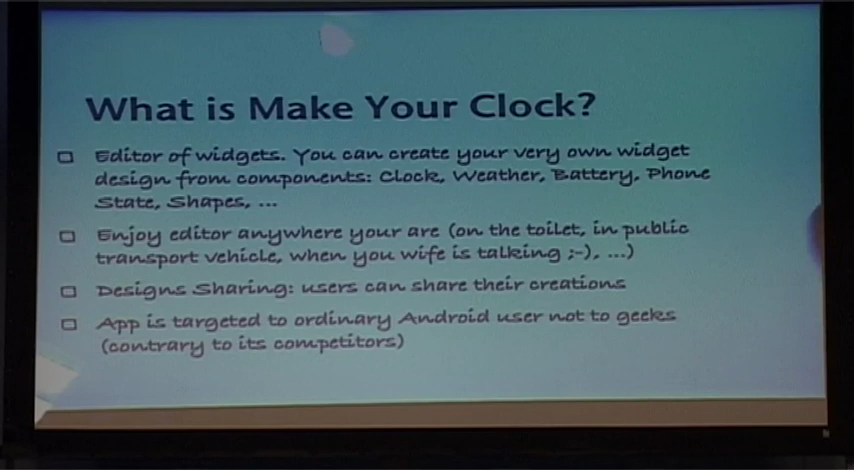 What is Make Your Clock?
Editor of widgets. You can create your very own widget
design from components: Clock, Weather, Battery, Phone
State, Shapes, ...
Enjoy editor anywhere your are (on the toilet, in public
transport vehicle, when you wife is talking ;-), ...)
Designs Sharing: users can share their creations
App is targeted to ordinary Android user not to geeks
(contrary to its competitors)